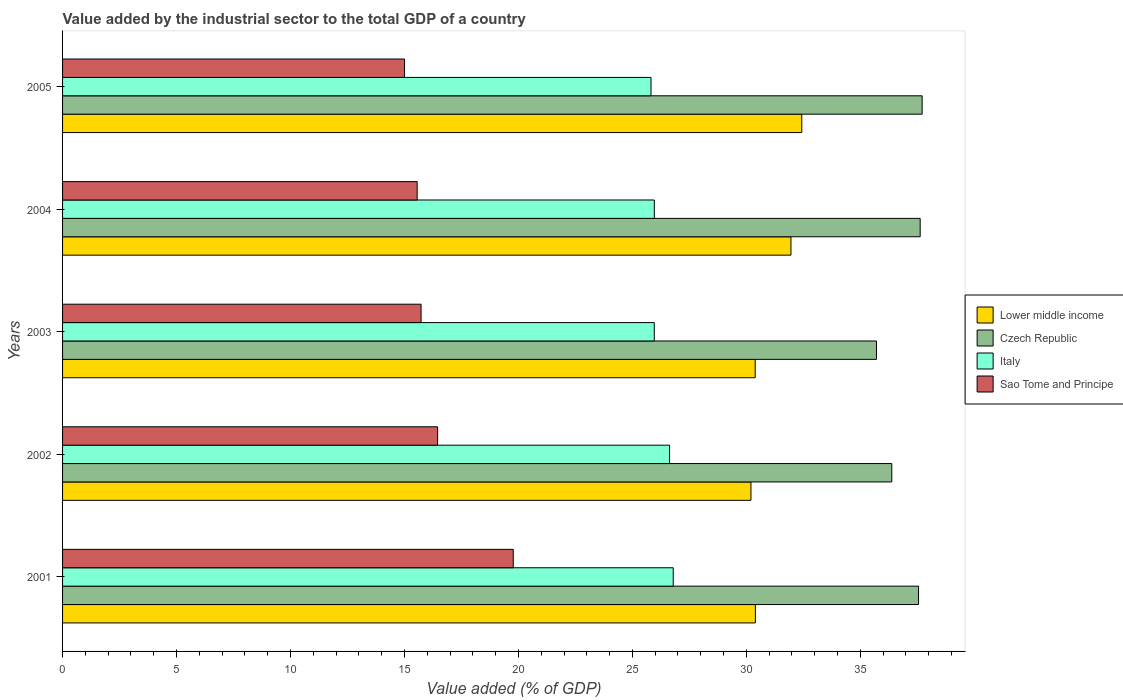 Value added by the industrial sector to the total GDP of a country
2005
2004
2003
2002
2001
Years
0
5
10
15
20
25
30
35
Value added (% of GDP)
Lower middle income
Czech Republic
Italy
Sao Tome and Principe